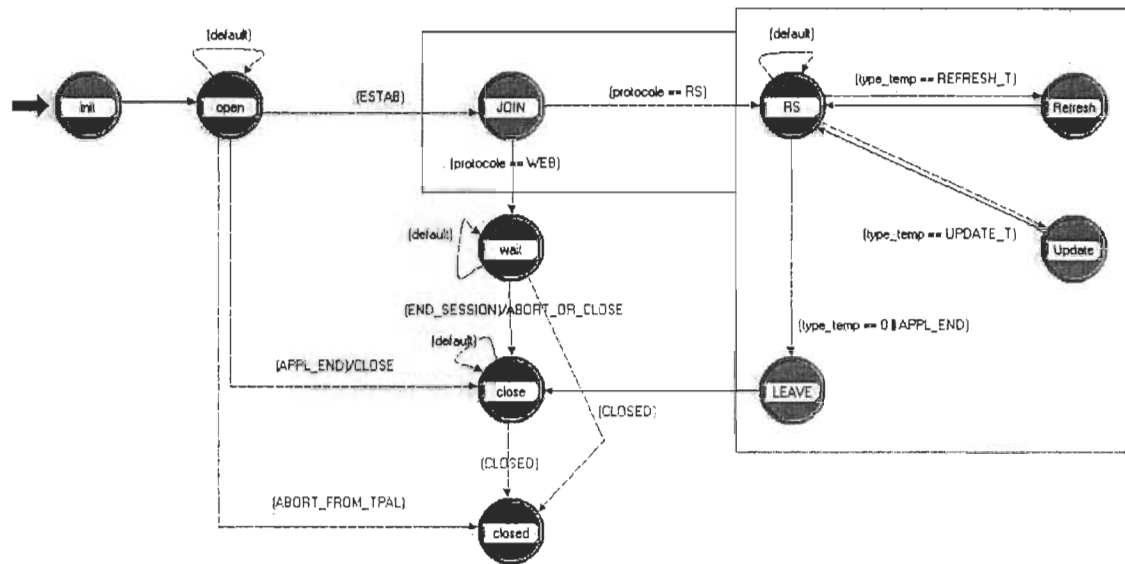 (default)
(default)
(type_temp == REFRESH_T)
(ESTAB)
(protocole == RS)
init
open
JOIN
RS
Refresh
(protocole == WEB)
(default)
wait
(type_temp == UPDATE_T)
Update
(END_SESSION)/ABORT_OR_CLOSE
(type_temp == 0 || APPL_END)
(default)
(APPL_END)/CLOSE
close
LEAVE
(CLOSED)
(CLOSED)
(ABORT_FROM_TPAL)
closed